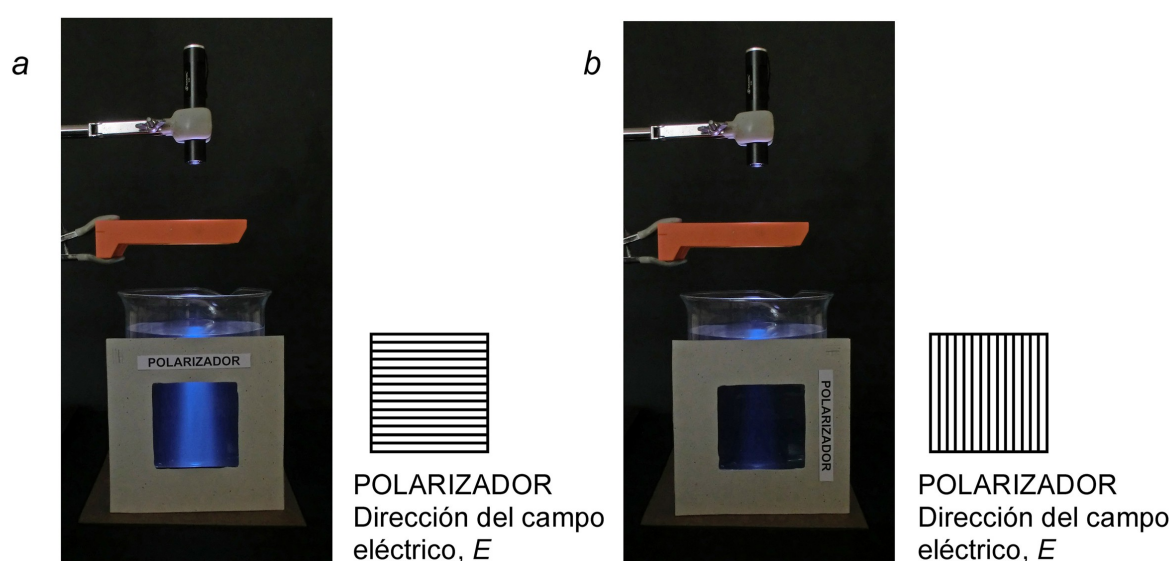 a
POLARIZADOR
POLARIZADOR
Dirección del campo
eléctrico, E
b
POLARIZADOR
POLARIZADOR
Dirección del campo
eléctrico, E